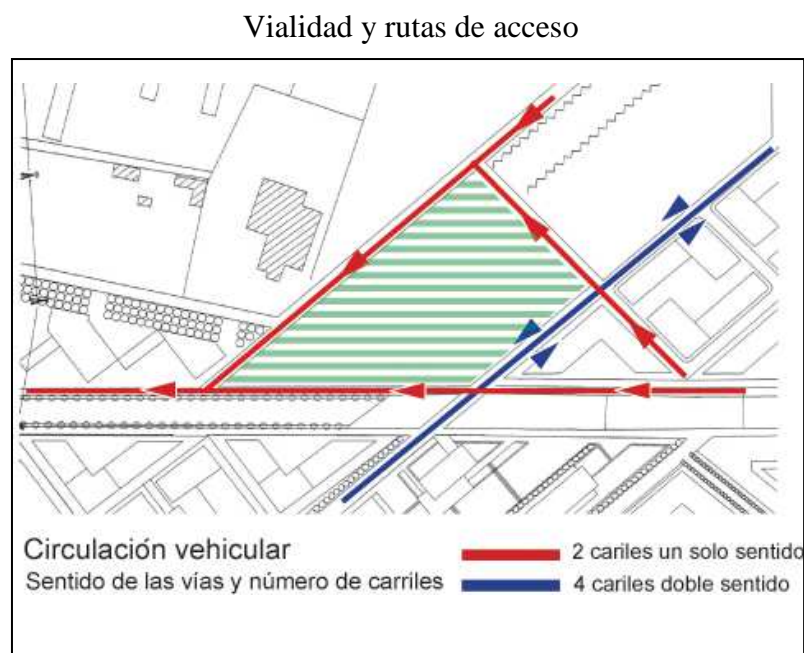 Vialidad y rutas de acceso
Circulación vehicular
Sentido de las vías y número de carriles
2 cariles un solo sentido
4 cariles doble sentido